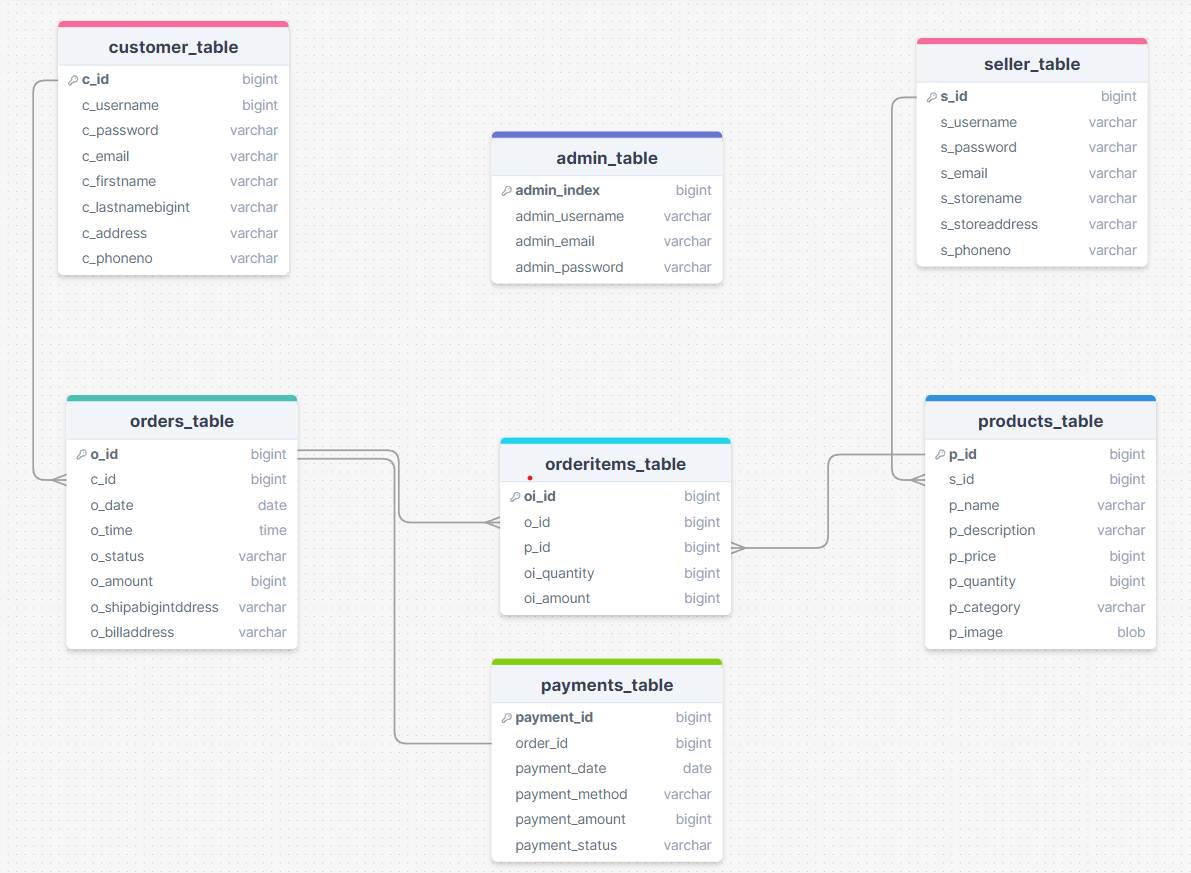 customer_table
c_id bigint
c_username bigint
c_password varchar
c_email varchar
c_firstname varchar
c_lastnamebigint varchar
c_address varchar
c_phoneno varchar
admin_table
admin_index bigint
admin_username varchar
admin_email varchar
admin_password varchar
seller_table
s_id bigint
s_username varchar
s_password varchar
s_email varchar
s_storename varchar
s_storeaddress varchar
s_phoneno varchar
orders_table
o_id bigint
c_id bigint
o_date date
o_time time
o_status varchar
o_amount bigint
o_shipabigintddress varchar
o_billaddress varchar
orderitems_table
oi_id bigint
o_id bigint
p_id bigint
oi_quantity bigint
oi_amount bigint
products_table
p_id bigint
s_id bigint
p_name varchar
p_description varchar
p_price bigint
p_quantity bigint
p_category varchar
p_image blob
payments_table
payment_id bigint
order_id bigint
payment_date date
payment_method varchar
payment_amount bigint
payment_status varchar